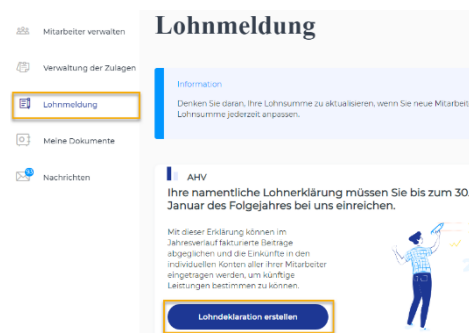 Mitarbeiter verwalten
Verwaltung der Zulagen
Lohnmeldung
Meine Dokumente
Nachrichten
Lohnmeldung
Information
Denken Sie daran, Ihre Lohnsumme zu aktualisieren, wenn Sie neue Mitarbeit
Lohnsumme jederzeit anpassen.
AHV
Ihre namentliche Lohnerklärung müssen Sie bis zum 30.
Januar des Folgejahres bei uns einreichen.
Mit dieser Erklärung können im
Jahresverlauf fakturierte Beiträge
abgeglichen und die Einkünfte in den
individuellen Konten aller ihrer Mitarbeiter
eingetragen werden, um künftige
Leistungen bestimmen zu können.
Lohndeklaration erstellen